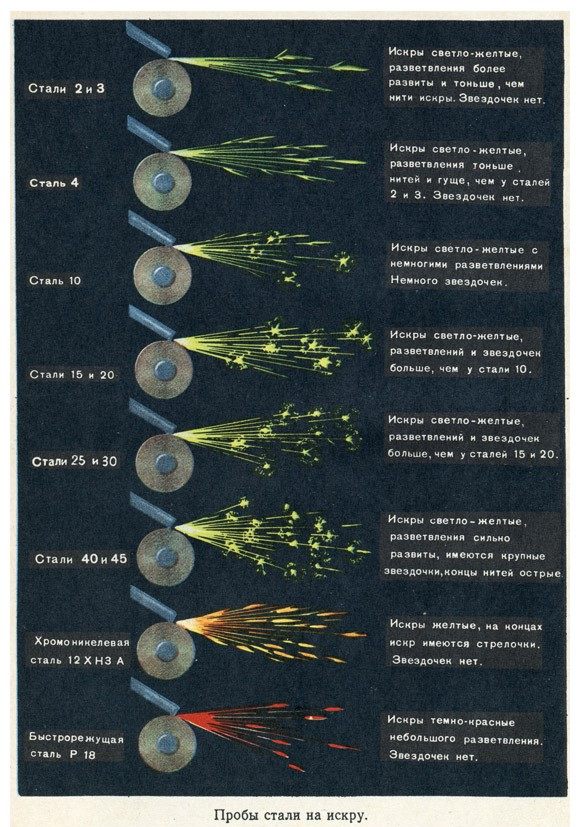 Стали 2 и 3
Искры светло-желтые,
разветвления более
развиты и тоньше, чем
нити искры. Звездочек нет.
Сталь 4
Искры светло-желтые,
разветвления тоньше
нитей и гуще, чем у сталей
2 и 3. Звездочек нет.
Сталь 10
Искры светло-желтые с
немногими разветвлениями
Немного звездочек.
Стали 15 и 20
Искры светло-желтые,
разветвлений и звездочек
больше, чем у стали 10.
Стали 25 и 30
Искры светло-желтые,
разветвлений и звездочек
больше, чем у сталей 15 и 20.
Стали 40 и 45
Искры светло-желтые,
разветвления сильно
развиты, имеются крупные
звездочки, концы нитей острые.
Хромоникелевая
сталь 12 Х Н3 А
Искры желтые, на концах
искр имеются стрелочки.
Звездочек нет.
Быстрорежущая
сталь Р 18
Искры темно-красные
небольшого разветвления.
Звездочек нет.
Пробы стали на искру.